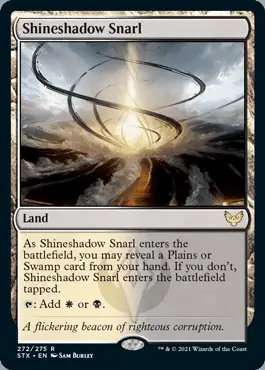 Shineshadow Snarl
Land
As Shineshadow Snarl enters the
battlefield, you may reveal a Plains or
Swamp card from your hand. If you don't,
Shineshadow Snarl enters the battlefield
tapped.
: Add or .
A flickering beacon of righteous corruption.
272/275 R
STX • EN SAM BURLEY
™ & © 2021 Wizards of the Coast